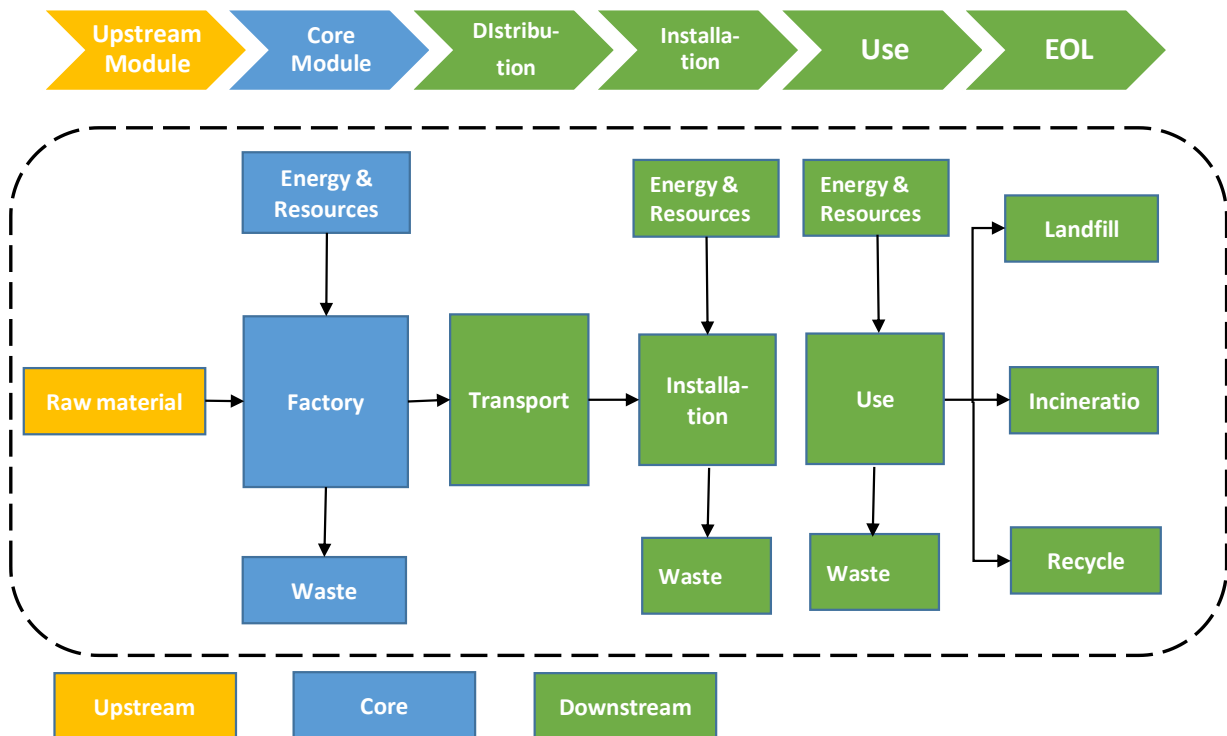 Upstream
Module
Core
Module
DIstribu-
tion
Installa-
tion
Use
EOL
Energy &
Resources
Energy &
Resources
Energy &
Resources
Landfill
Raw material
Factory
Transport
Installa-
tion
Use
Incineratio
Waste
Waste
Waste
Recycle
Upstream
Core
Downstream